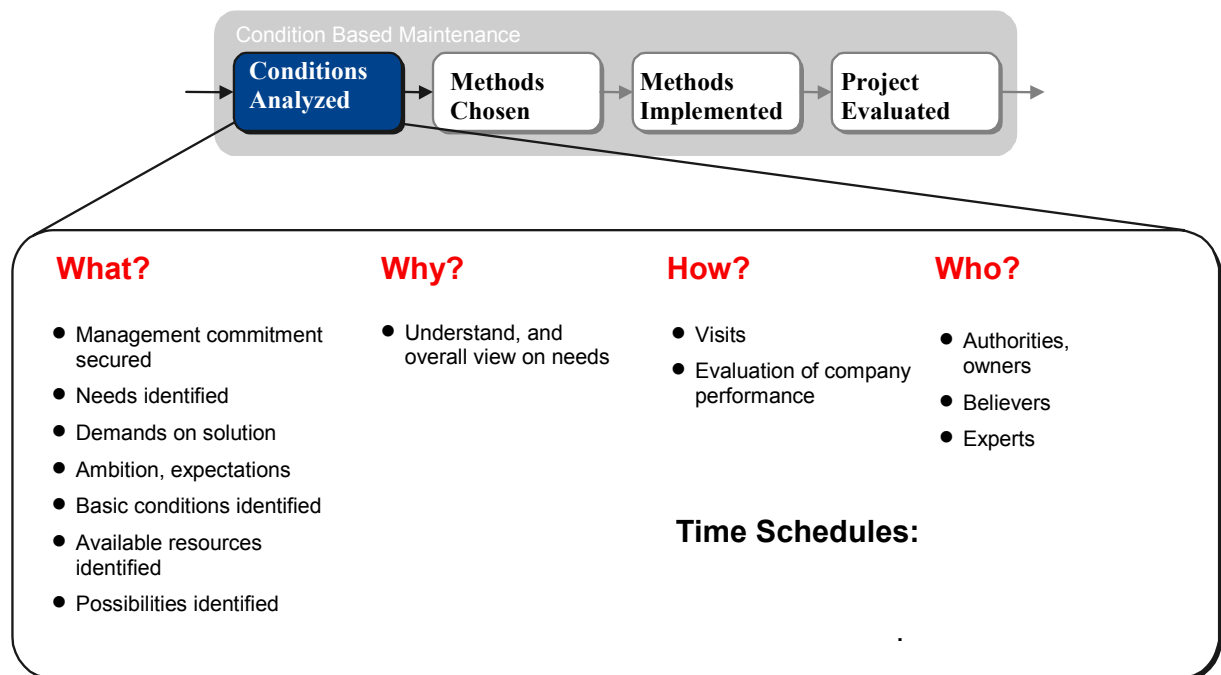 Condition Based Maintenance
Conditions
Analyzed
Methods
Chosen
Methods
Implemented
Project
Evaluated
What?
● Management commitment
secured
● Needs identified
● Demands on solution
● Ambition, expectations
● Basic conditions identified
● Available resources
identified
● Possibilities identified
Why?
● Understand, and
overall view on needs
How?
● Visits
● Evaluation of company
performance
Who?
● Authorities,
owners
● Believers
● Experts
Time Schedules:
.